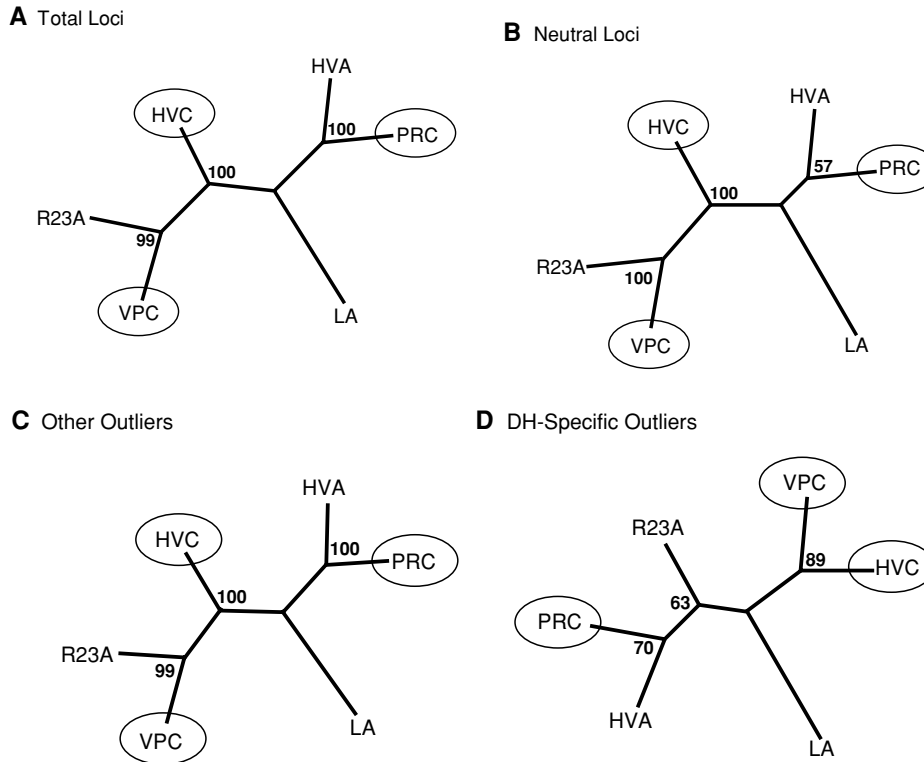 A Total Loci
HVA
HVC
100
PRC
100
R23A
99
VPC
LA
B Neutral Loci
HVA
HVC
57
PRC
100
R23A
100
VPC
LA
C Other Outliers
HVA
HVC
100
PRC
100
R23A
99
VPC
LA
D DH-Specific Outliers
VPC
R23A
89
HVC
63
PRC
70
HVA
LA